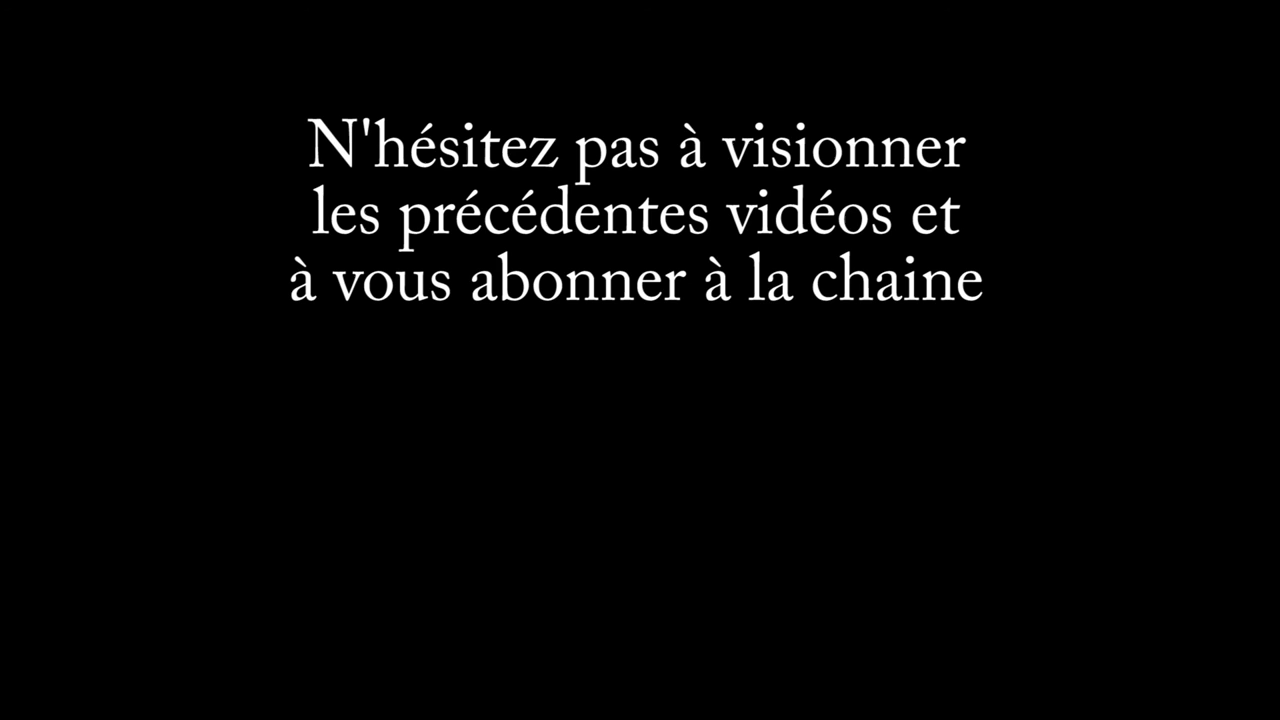 N'hésitez pas à visionner
les précédentes vidéos et
à vous abonner à la chaine